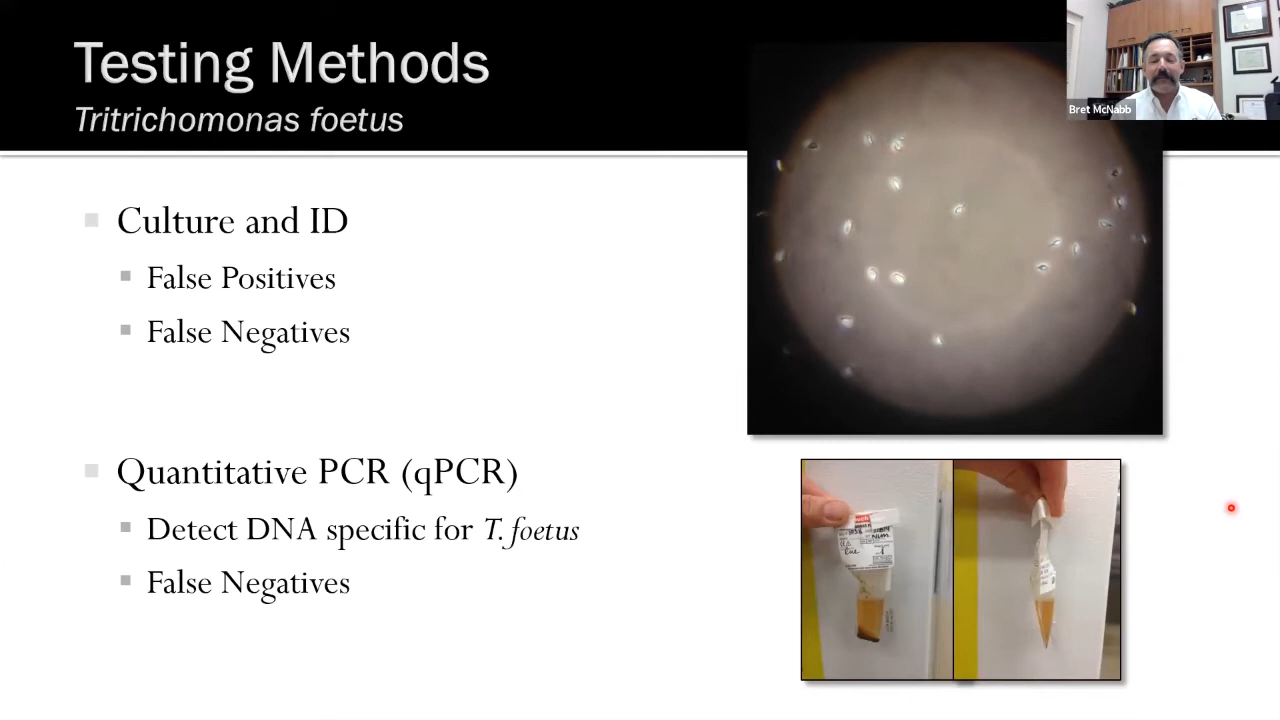 Testing Methods
Tritrichomonas foetus
Bret McNabb
Culture and ID
False Positives
False Negatives
Quantitative PCR (qPCR)
Detect DNA specific for T. foetus
False Negatives